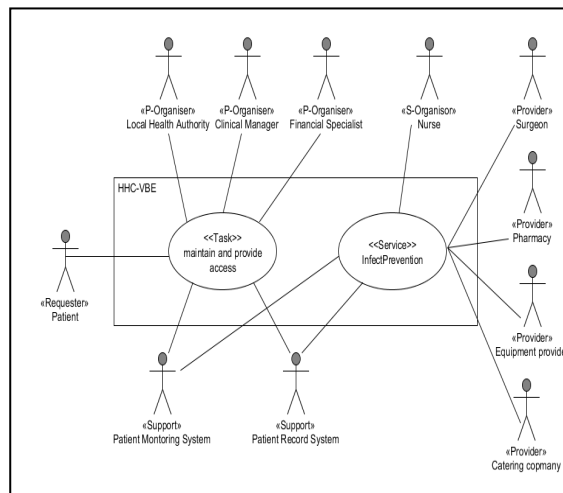 «P-Organiser»
Local Health Authority
«P-Organiser»
Clinical Manager
«P-Organiser»
Financial Specialist
«S-Organisor»
Nurse
«Provider»
Surgeon
HHC-VBE
<<Task>>
maintain and provide
access
<<Service>>
InfectPrevention
«Provider»
Pharmacy
«Requester»
Patient
«Provider»
Equipment provide
«Support»
Patient Montoring System
«Support»
Patient Record System
«Provider»
Catering copmany